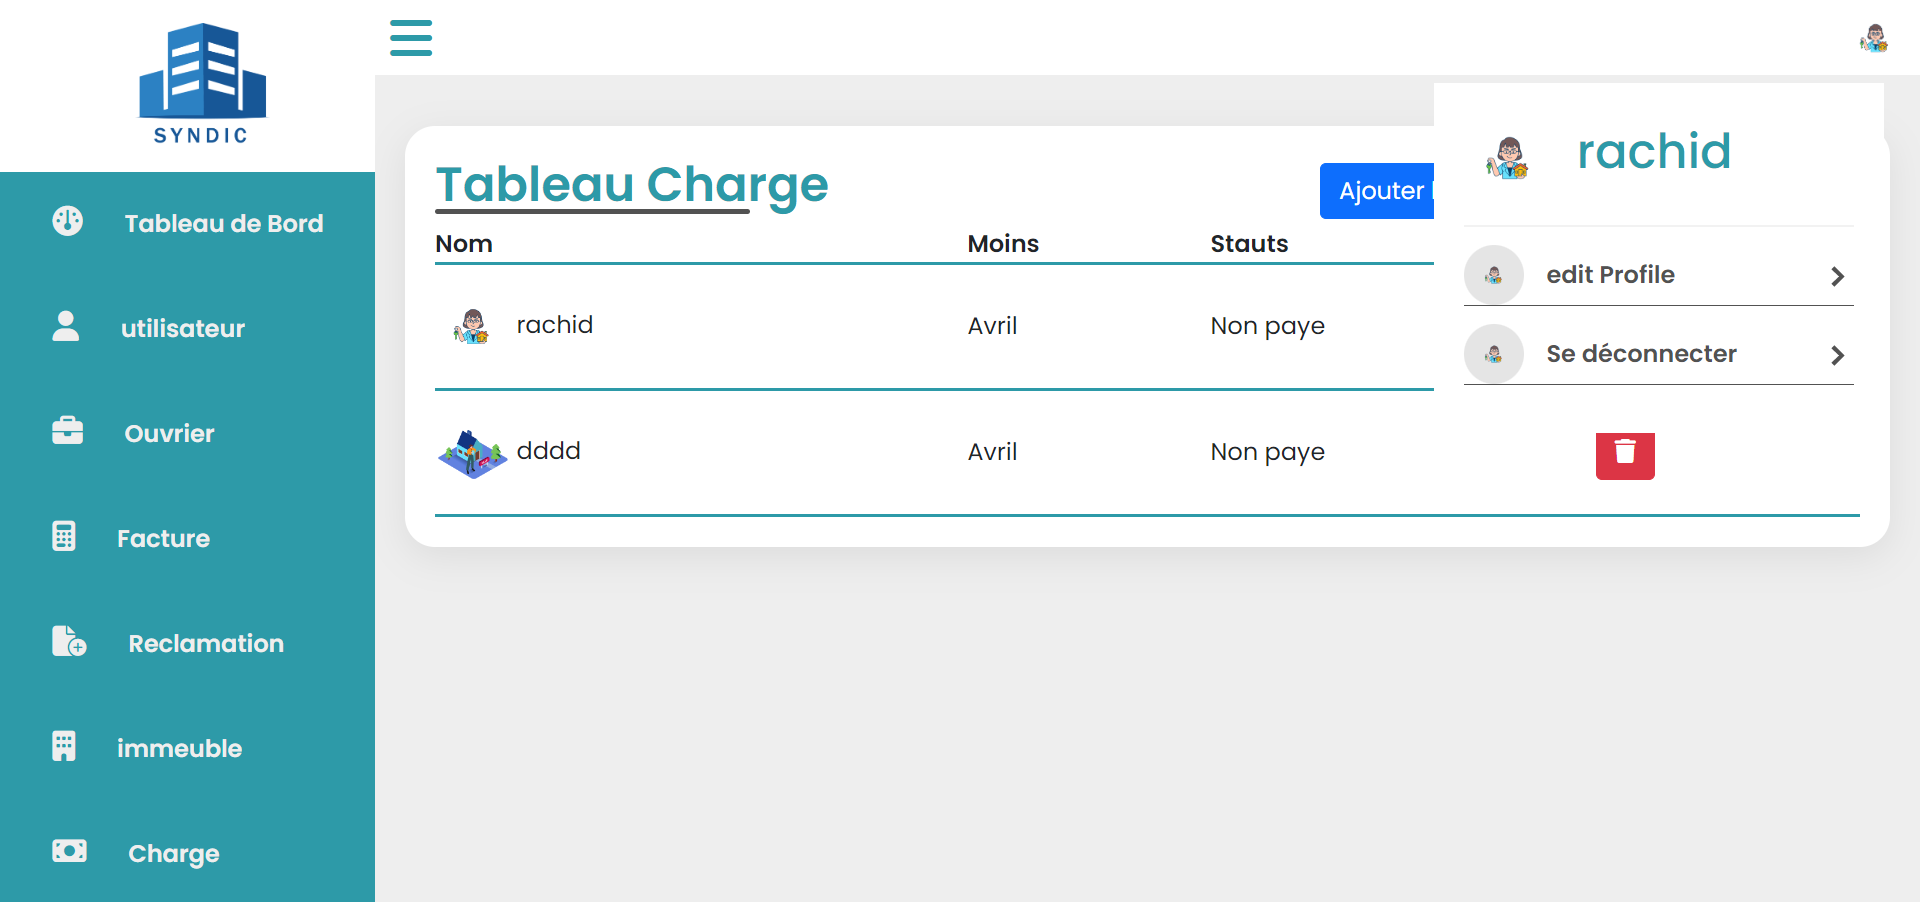 SYNDIC
Tableau de Bord
utilisateur
Ouvrier
Facture
Reclamation
immeuble
Charge
Tableau Charge
Ajouter
Nom Moins Stauts
rachid Avril Non paye
dddd Avril Non paye
rachid
edit Profile
Se déconnecter